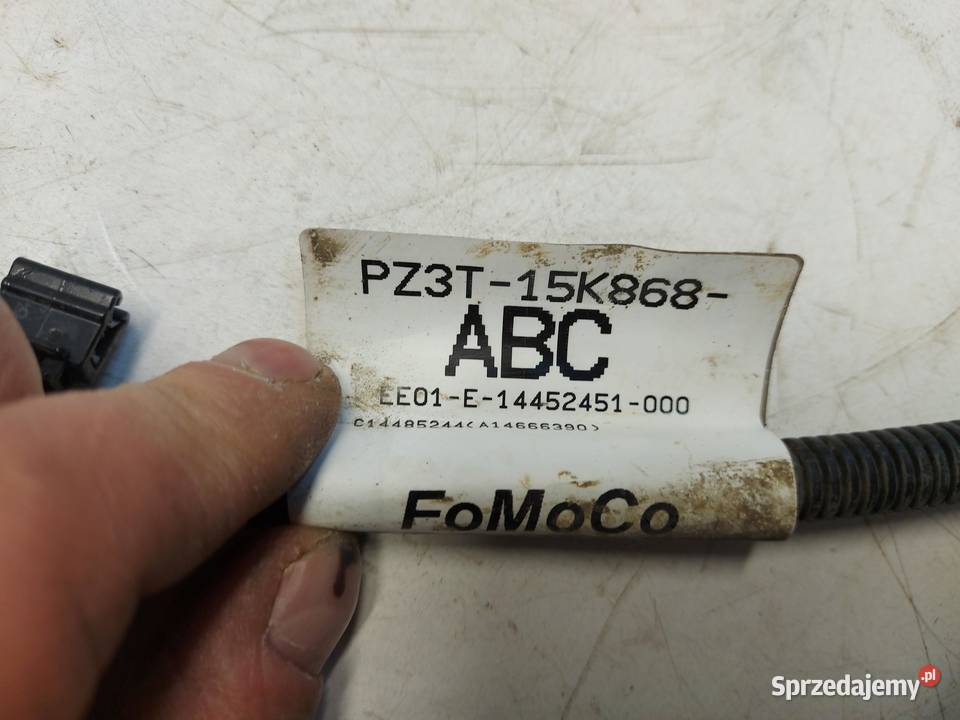 PZ3T-15K868-
ABC
EE01-E-14452451-000
C14485244(A14666390)
FoMoCo
Sprzedajemy.pl